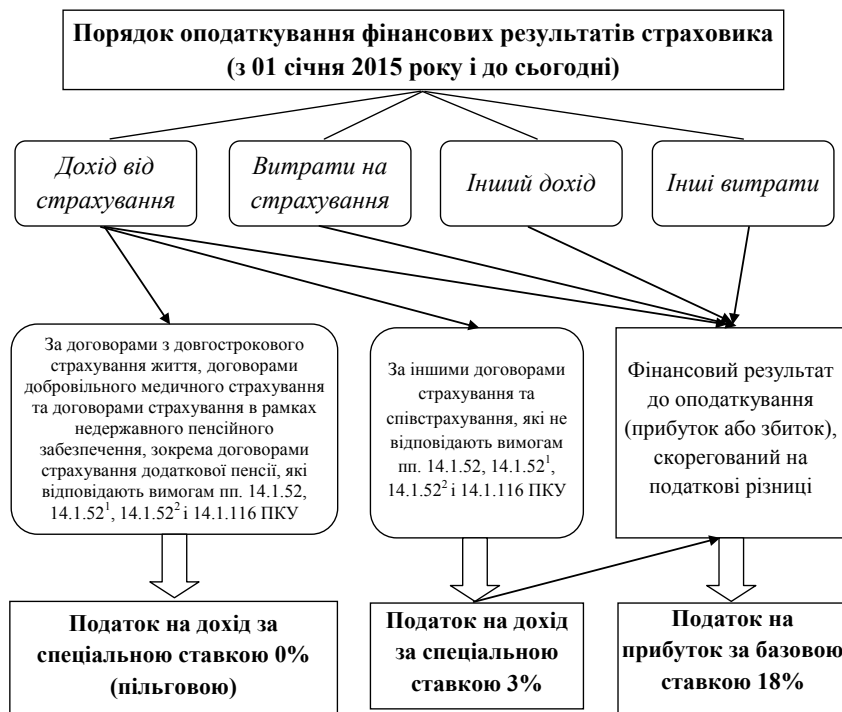 Порядок оподаткування фінансових результатів страховика
(з 01 січня 2015 року і до сьогодні)
Дохід від
страхування
Витрати на
страхування
Інший дохід
Інші витрати
За договорами з довгострокового
страхування життя, договорами
добровільного медичного страхування
та договорами страхування в рамках
недержавного пенсійного
забезпечення, зокрема договорами
страхування додаткової пенсії, які
відповідають вимогам пп. 14.1.52,
14.1.52¹, 14.1.52² і 14.1.116 ПКУ
За іншими договорами
страхування та
співстрахування, які не
відповідають вимогам
пп. 14.1.52, 14.1.52¹,
14.1.52² і 14.1.116 ПКУ
Фінансовий результат
до оподаткування
(прибуток або збиток),
скорегований на
податкові різниці
Податок на дохід за
спеціальною ставкою 0%
(пільговою)
Податок на дохід
за спеціальною
ставкою 3%
Податок на
прибуток за базовою
ставкою 18%